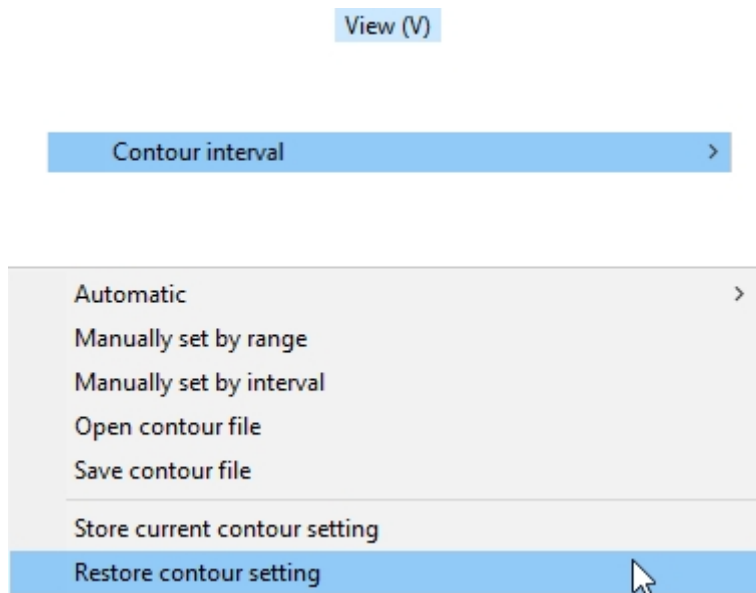 View (V)
Contour interval
Automatic
Manually set by range
Manually set by interval
Open contour file
Save contour file
Store current contour setting
Restore contour setting